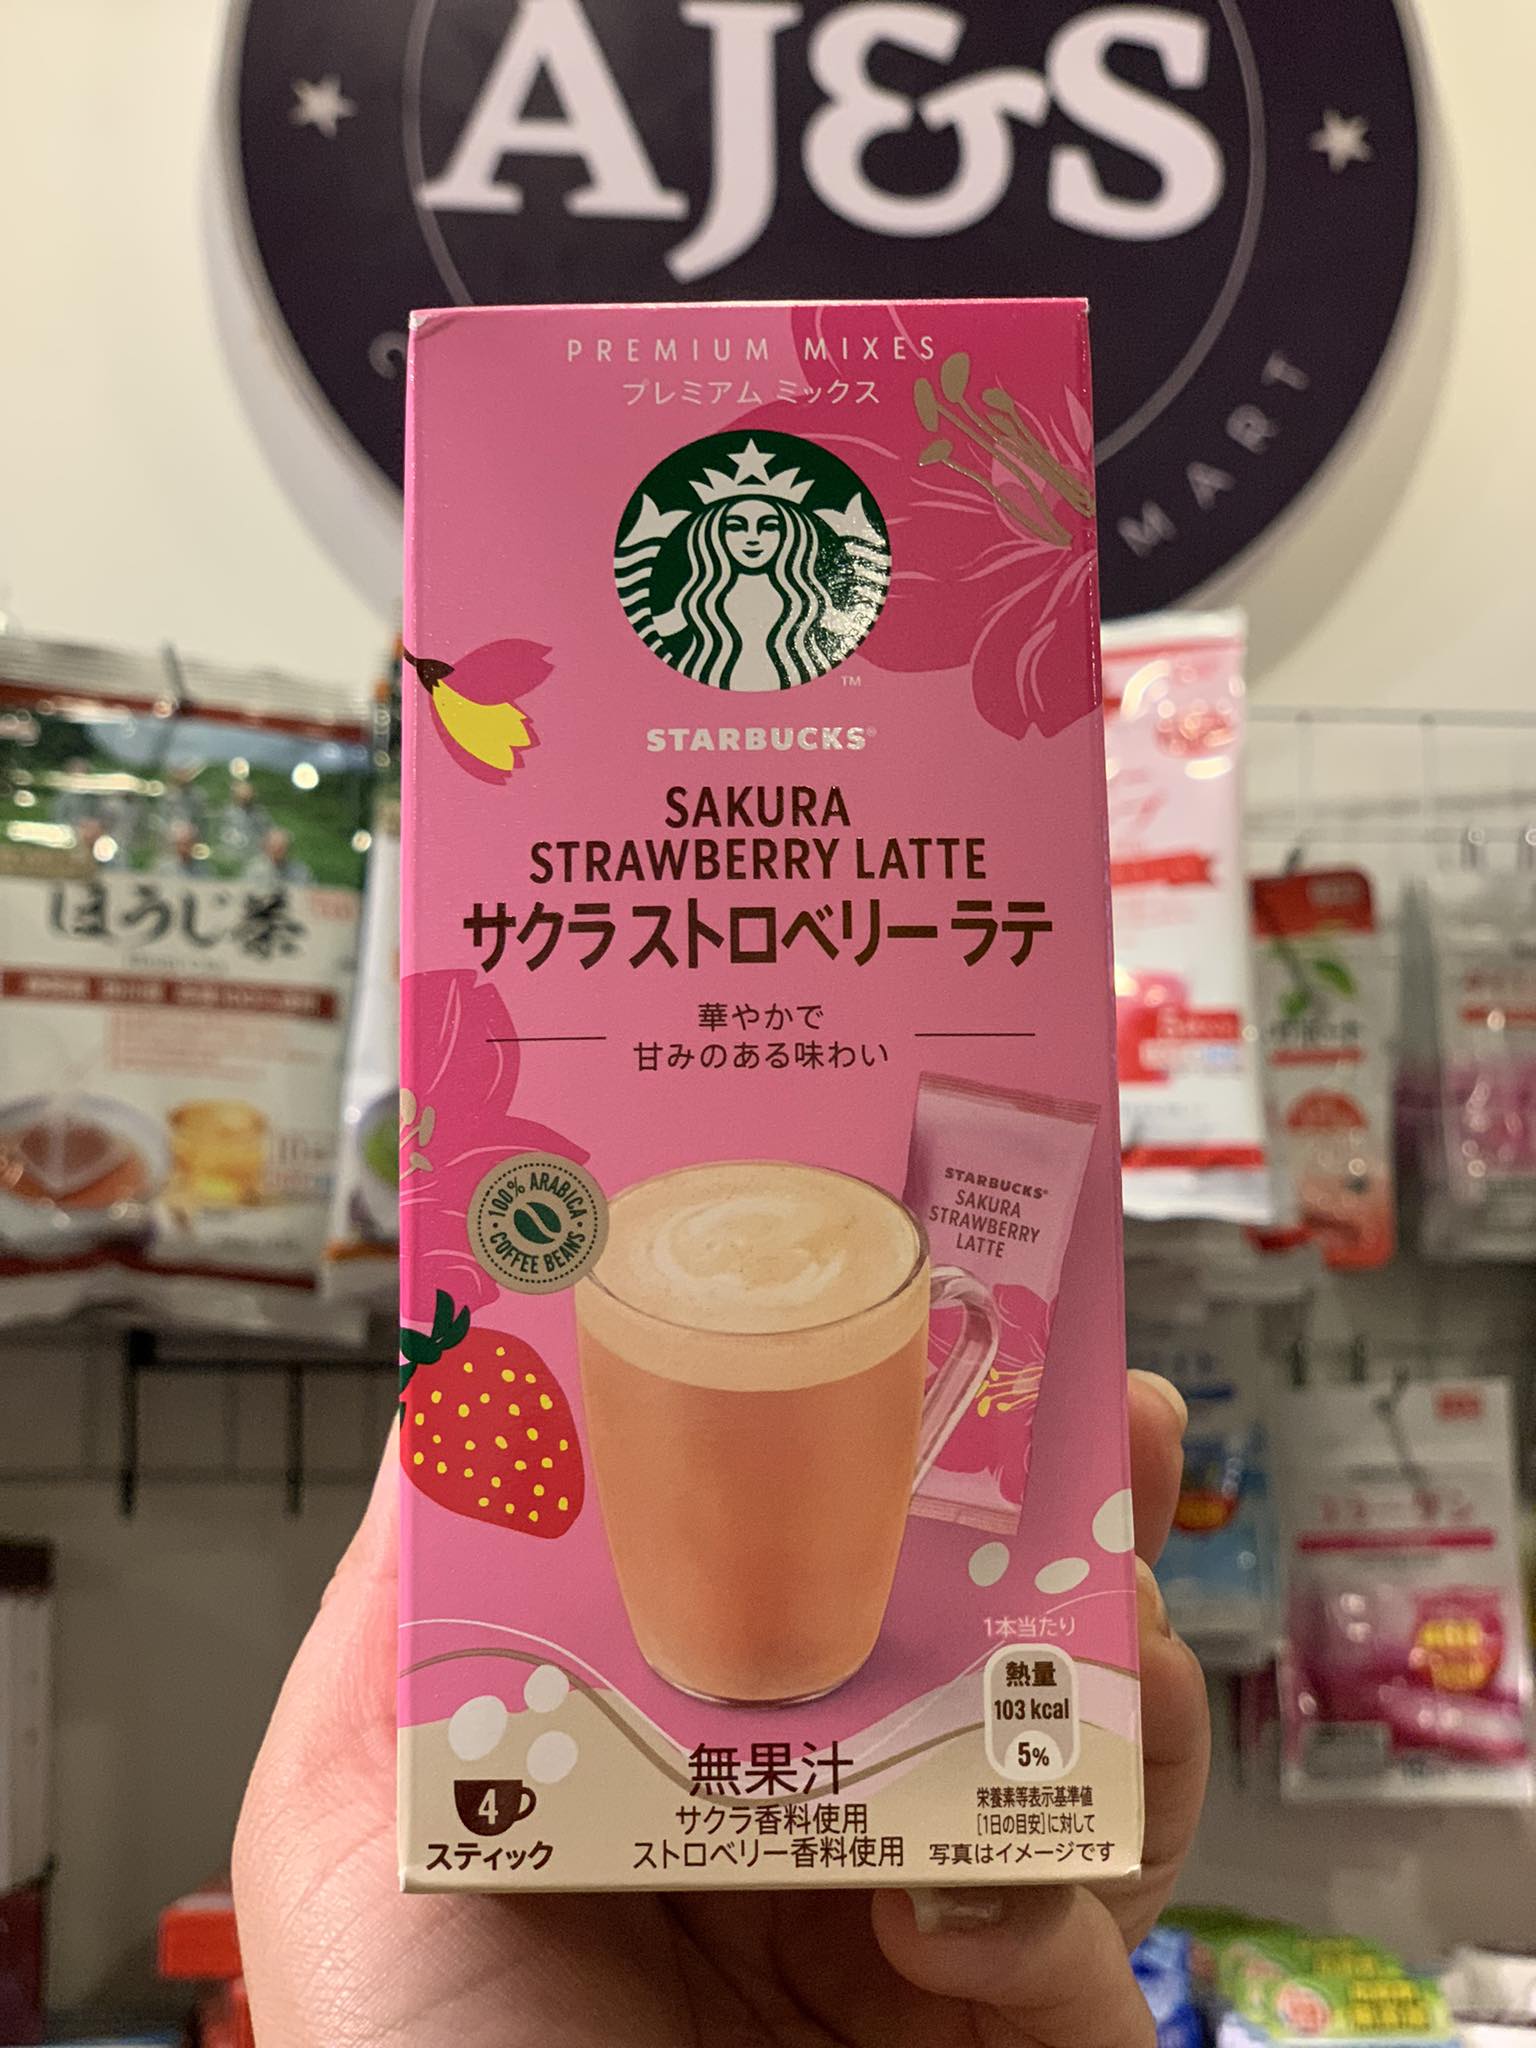 AJ&S
MART
PREMIUM MIXES
プレミアム ミックス
TM
STARBUCKS®
SAKURA
STRAWBERRY LATTE
サクラ ストロベリー ラテ
華やかで
甘みのある味わい
100% ARABICA
COFFEE BEANS
STARBUCKS®
SAKURA
STRAWBERRY
LATTE
1本当たり
熱量
103 kcal
5%
栄養素等表示基準値
[1日の目安]に対して
写真はイメージです
4
スティック
無果汁
サクラ香料使用
ストロベリー香料使用
ほうじ茶